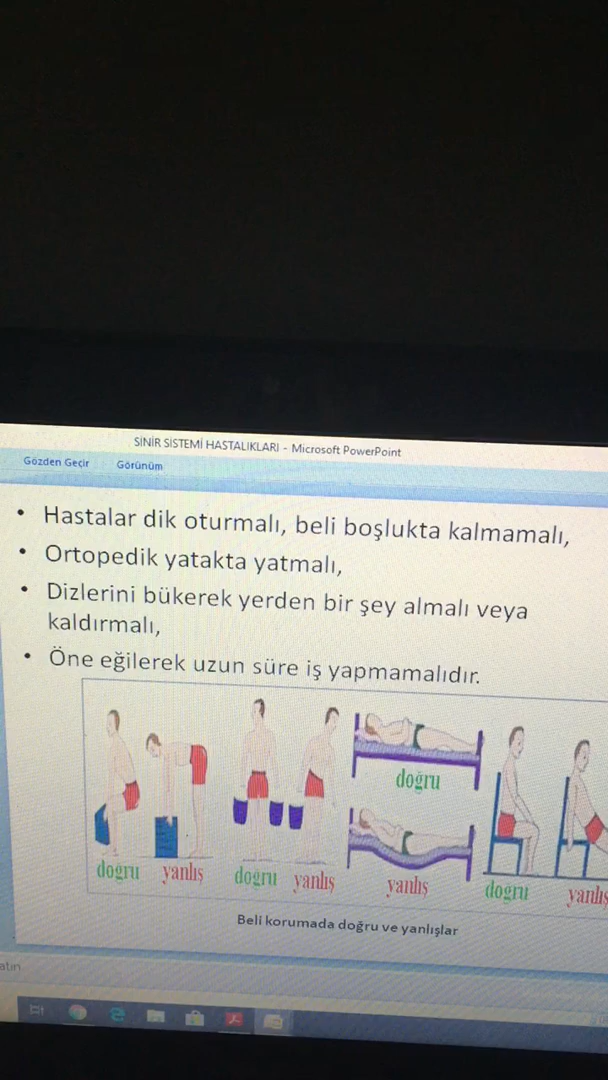 SİNİR SİSTEMİ HASTALIKLARI - Microsoft PowerPoint
Gözden Geçir Görünüm
• Hastalar dik oturmalı, beli boşlukta kalmamalı,
• Ortopedik yatakta yatmalı,
• Dizlerini bükerek yerden bir şey almalı veya
kaldırmalı,
• Öne eğilerek uzun süre iş yapmamalıdır.
doğru
doğru yanlış doğru yanlış yanlış doğru yanlış
Beli korumada doğru ve yanlışlar